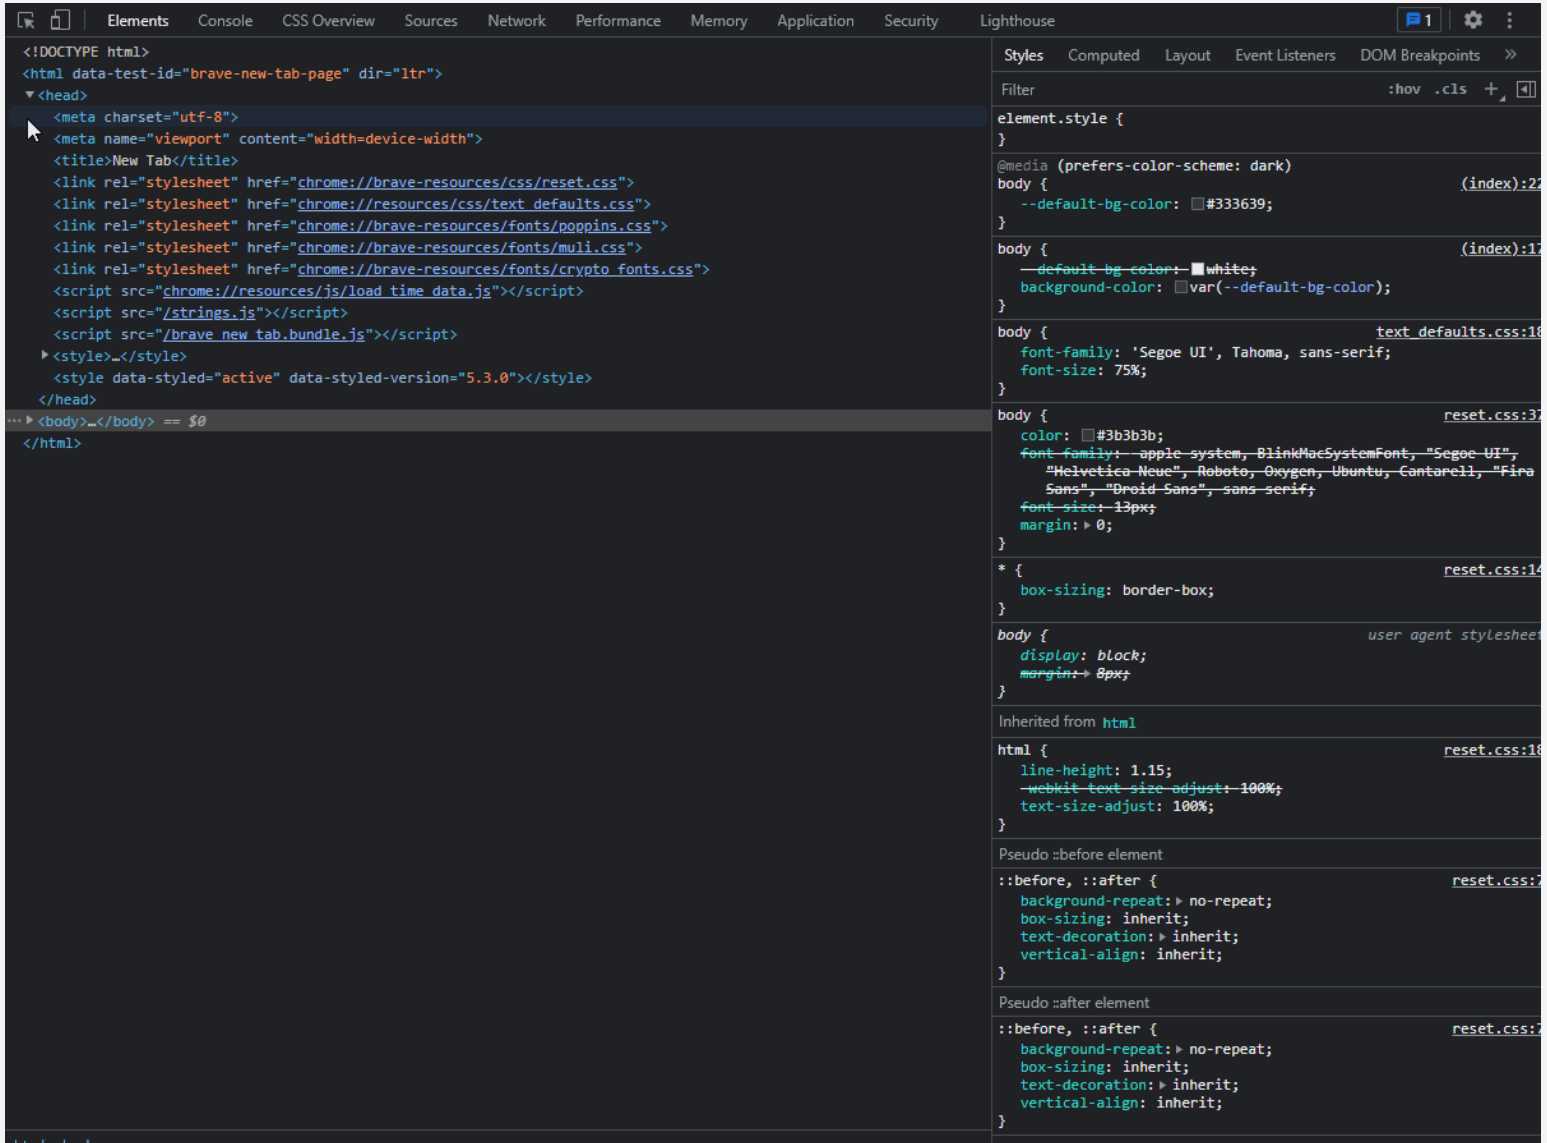 Elements Console CSS Overview Sources Network Performance Memory Application Security Lighthouse 1
<!DOCTYPE html>
<html data-test-id="brave-new-tab-page" dir="ltr">
<head>
<meta charset="utf-8">
<meta name="viewport" content="width=device-width">
<title>New Tab</title>
<link rel="stylesheet" href="chrome://brave-resources/css/reset.css">
<link rel="stylesheet" href="chrome://resources/css/text_defaults.css">
<link rel="stylesheet" href="chrome://brave-resources/fonts/poppins.css">
<link rel="stylesheet" href="chrome://brave-resources/fonts/muli.css">
<link rel="stylesheet" href="chrome://brave-resources/fonts/crypto_fonts.css">
<script src="chrome://resources/js/load_time_data.js"></script>
<script src="/strings.js"></script>
<script src="/brave_new_tab.bundle.js"></script>
<style>…</style>
<style data-styled="active" data-styled-version="5.3.0"></style>
</head>
<body>…</body> == $0
</html>
Styles Computed Layout Event Listeners DOM Breakpoints »
Filter :hov .cls +
element.style {
}
@media (prefers-color-scheme: dark)
body { (index):22
--default-bg-color: #333639;
}
body { (index):17
--default-bg-color: white;
background-color: var(--default-bg-color);
}
body { text_defaults.css:18
font-family: 'Segoe UI', Tahoma, sans-serif;
font-size: 75%;
}
body { reset.css:37
color: #3b3b3b;
font-family: -apple-system, BlinkMacSystemFont, "Segoe UI",
"Helvetica Neue", Roboto, Oxygen, Ubuntu, Cantarell, "Fira
Sans", "Droid Sans", sans-serif;
font-size: 13px;
margin: 0;
}
* { reset.css:14
box-sizing: border-box;
}
body { user agent stylesheet
display: block;
margin: 8px;
}
Inherited from html
html { reset.css:18
line-height: 1.15;
-webkit-text-size-adjust: 100%;
text-size-adjust: 100%;
}
Pseudo ::before element
::before, ::after { reset.css:7
background-repeat: no-repeat;
box-sizing: inherit;
text-decoration: inherit;
vertical-align: inherit;
}
Pseudo ::after element
::before, ::after { reset.css:7
background-repeat: no-repeat;
box-sizing: inherit;
text-decoration: inherit;
vertical-align: inherit;
}